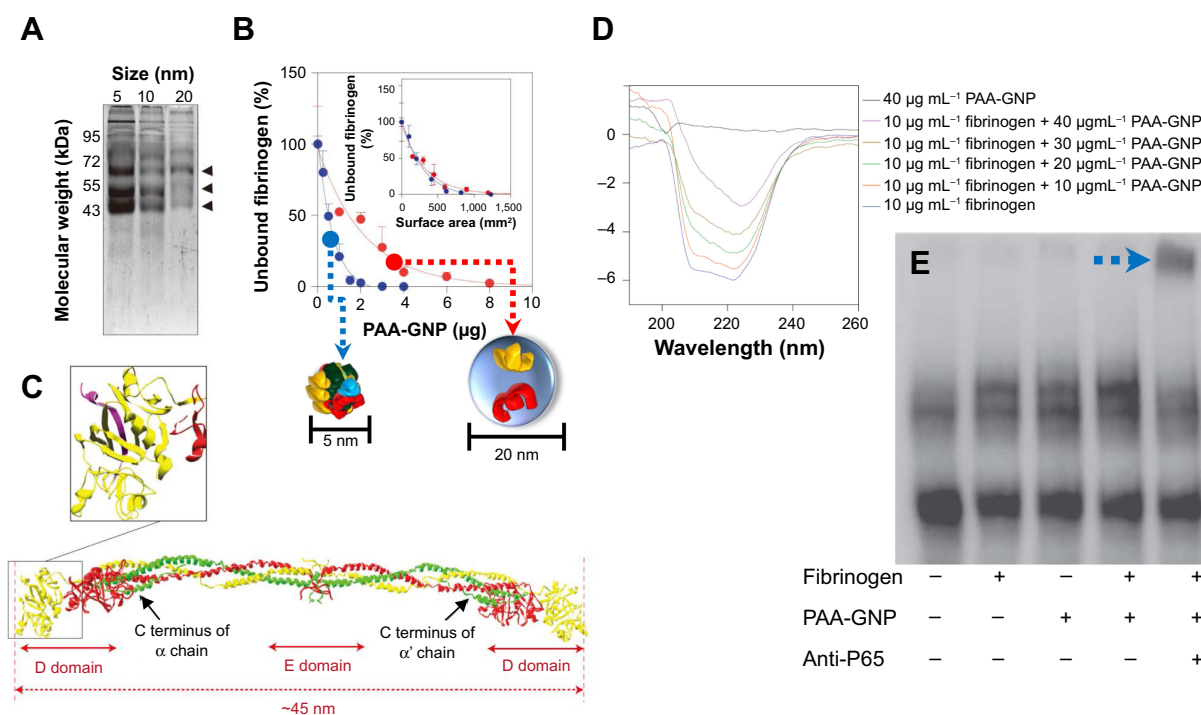 A
Size (nm)
5 10 20
Molecular weight (kDa)
95
72
55
43
B
Unbound fibrinogen (%)
150
100
50
0
0 2 4 6 8 10
PAA-GNP (µg)
Unbound fibrinogen
(%)
150
100
50
0
0 500 1,000 1,500
Surface area (mm²)
5 nm
20 nm
C
C terminus of
α chain
C terminus of
α' chain
D domain
E domain
D domain
~45 nm
D
0
−2
−4
−6
200 220 240 260
Wavelength (nm)
40 µg mL⁻¹ PAA-GNP
10 µg mL⁻¹ fibrinogen + 40 µgmL⁻¹ PAA-GNP
10 µg mL⁻¹ fibrinogen + 30 µgmL⁻¹ PAA-GNP
10 µg mL⁻¹ fibrinogen + 20 µgmL⁻¹ PAA-GNP
10 µg mL⁻¹ fibrinogen + 10 µgmL⁻¹ PAA-GNP
10 µg mL⁻¹ fibrinogen
E
Fibrinogen − + − + +
PAA-GNP − − + + +
Anti-P65 − − − − +